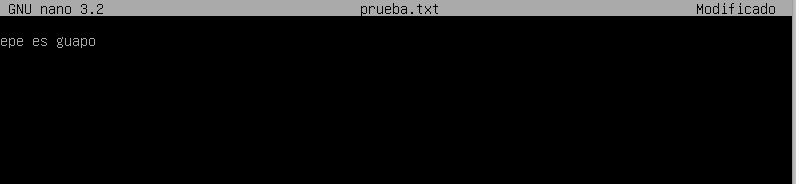 GNU nano 3.2 prueba.txt Modificado
epe es guapo